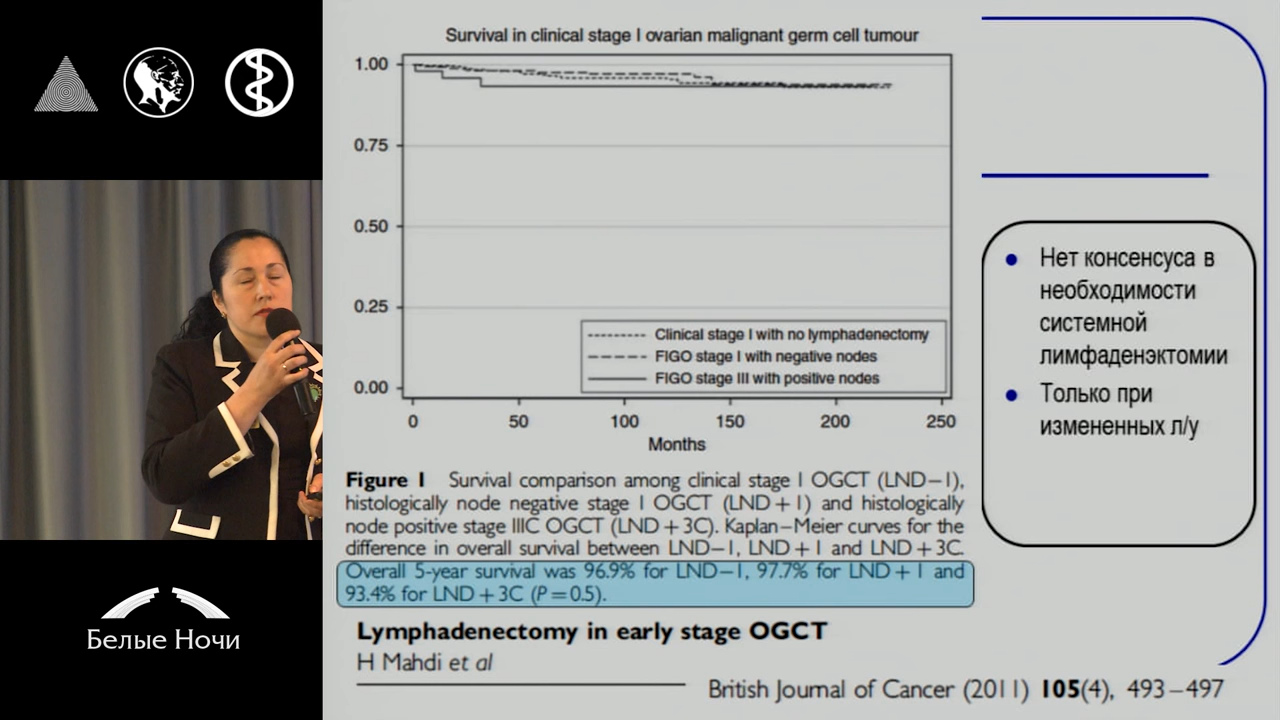 Survival in clinical stage I ovarian malignant germ cell tumour
1.00
0.75
0.50
0.25
0.00
Clinical stage I with no lymphadenectomy
FIGO stage I with negative nodes
FIGO stage III with positive nodes
0 50 100 150 200 250
Months
Figure 1 Survival comparison among clinical stage I OGCT (LND−1),
histologically node negative stage I OGCT (LND+1) and histologically
node positive stage IIIC OGCT (LND+3C). Kaplan–Meier curves for the
difference in overall survival between LND−1, LND+1 and LND+3C.
Overall 5-year survival was 96.9% for LND−1, 97.7% for LND+1 and
93.4% for LND+3C (P=0.5).
Lymphadenectomy in early stage OGCT
H Mahdi et al
British Journal of Cancer (2011) 105(4), 493–497
• Нет консенсуса в
необходимости
системной
лимфаденэктомии
• Только при
измененных л/у
Белые Ночи